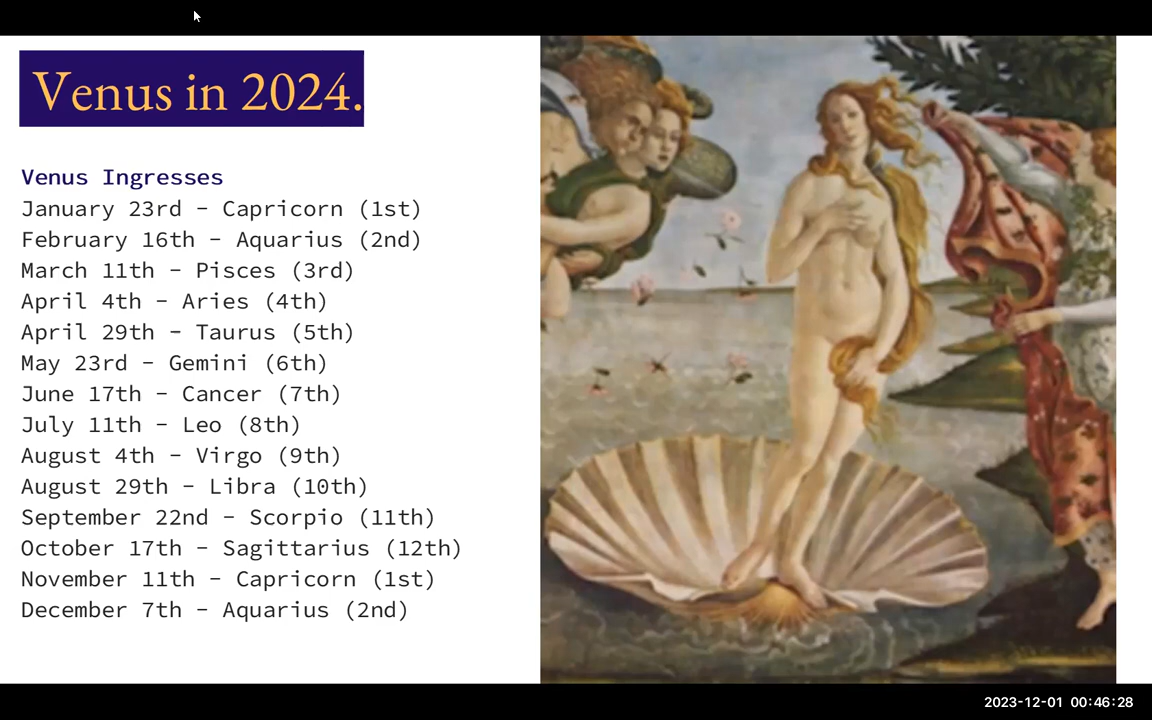 Venus in 2024.
Venus Ingresses
January 23rd – Capricorn (1st)
February 16th – Aquarius (2nd)
March 11th – Pisces (3rd)
April 4th – Aries (4th)
April 29th – Taurus (5th)
May 23rd – Gemini (6th)
June 17th – Cancer (7th)
July 11th – Leo (8th)
August 4th – Virgo (9th)
August 29th – Libra (10th)
September 22nd – Scorpio (11th)
October 17th – Sagittarius (12th)
November 11th – Capricorn (1st)
December 7th – Aquarius (2nd)
2023-12-01 00:46:28